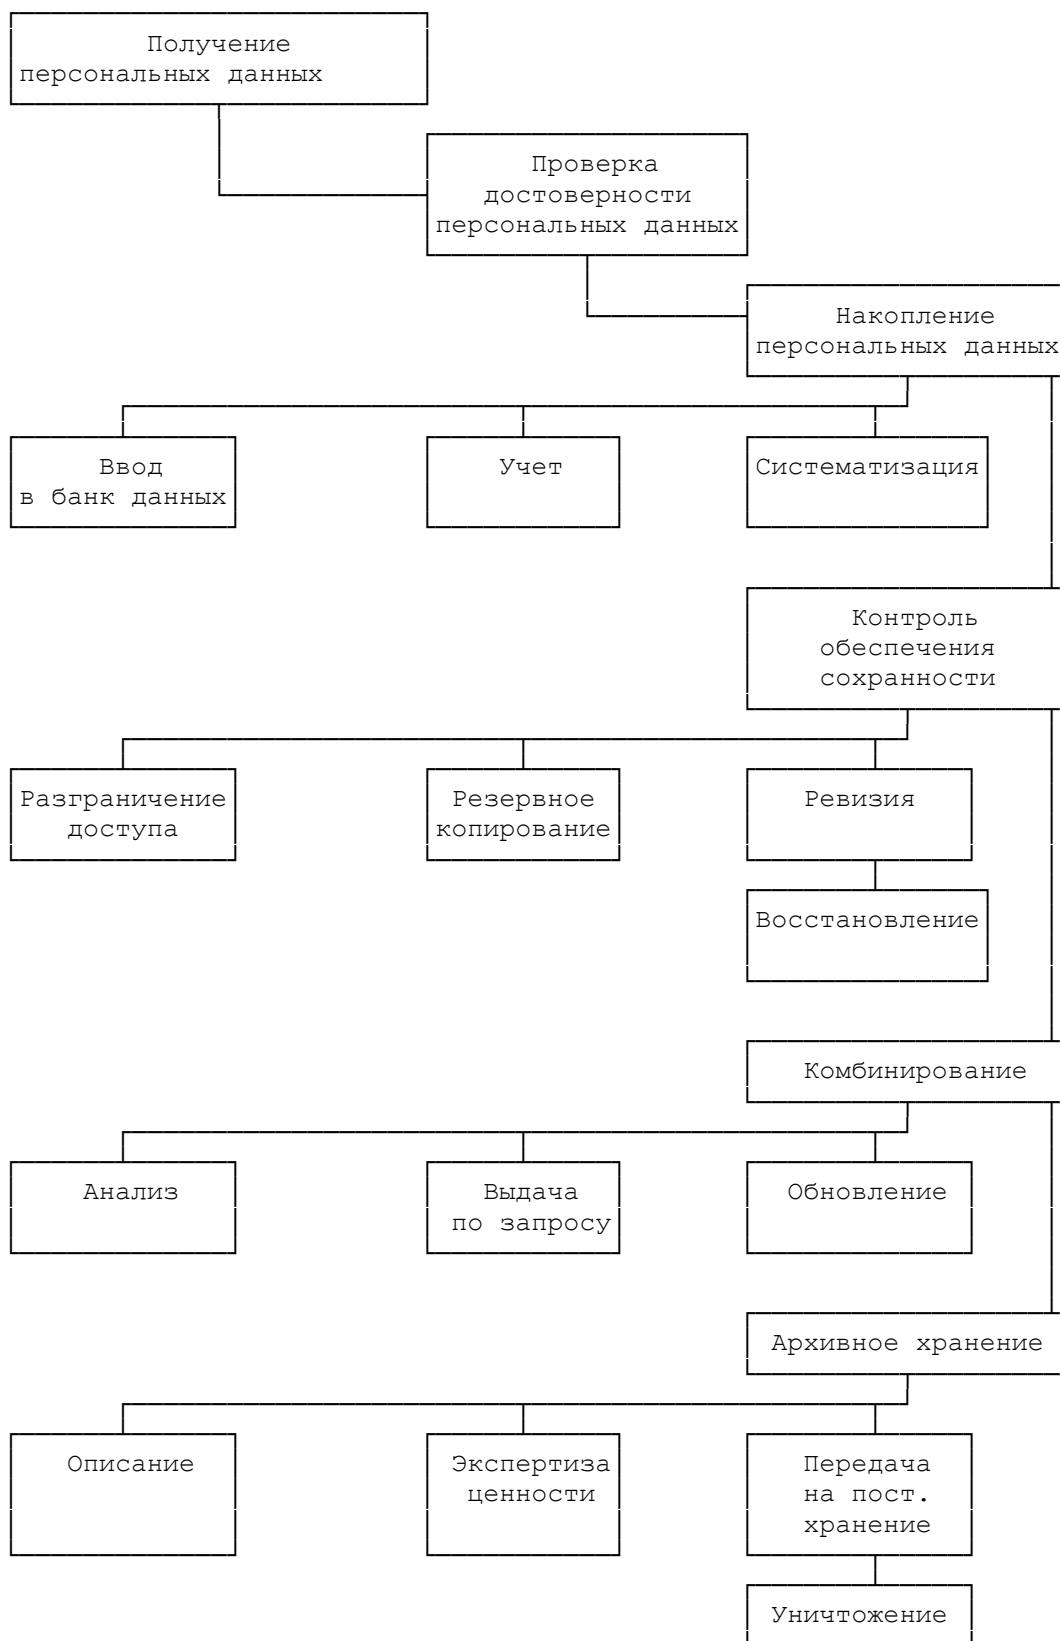 Получение
персональных данных
Проверка
достоверности
персональных данных
Накопление
персональных данных
Ввод
в банк данных
Учет
Систематизация
Контроль
обеспечения
сохранности
Разграничение
доступа
Резервное
копирование
Ревизия
Восстановление
Комбинирование
Анализ
Выдача
по запросу
Обновление
Архивное хранение
Описание
Экспертиза
ценности
Передача
на пост.
хранение
Уничтожение